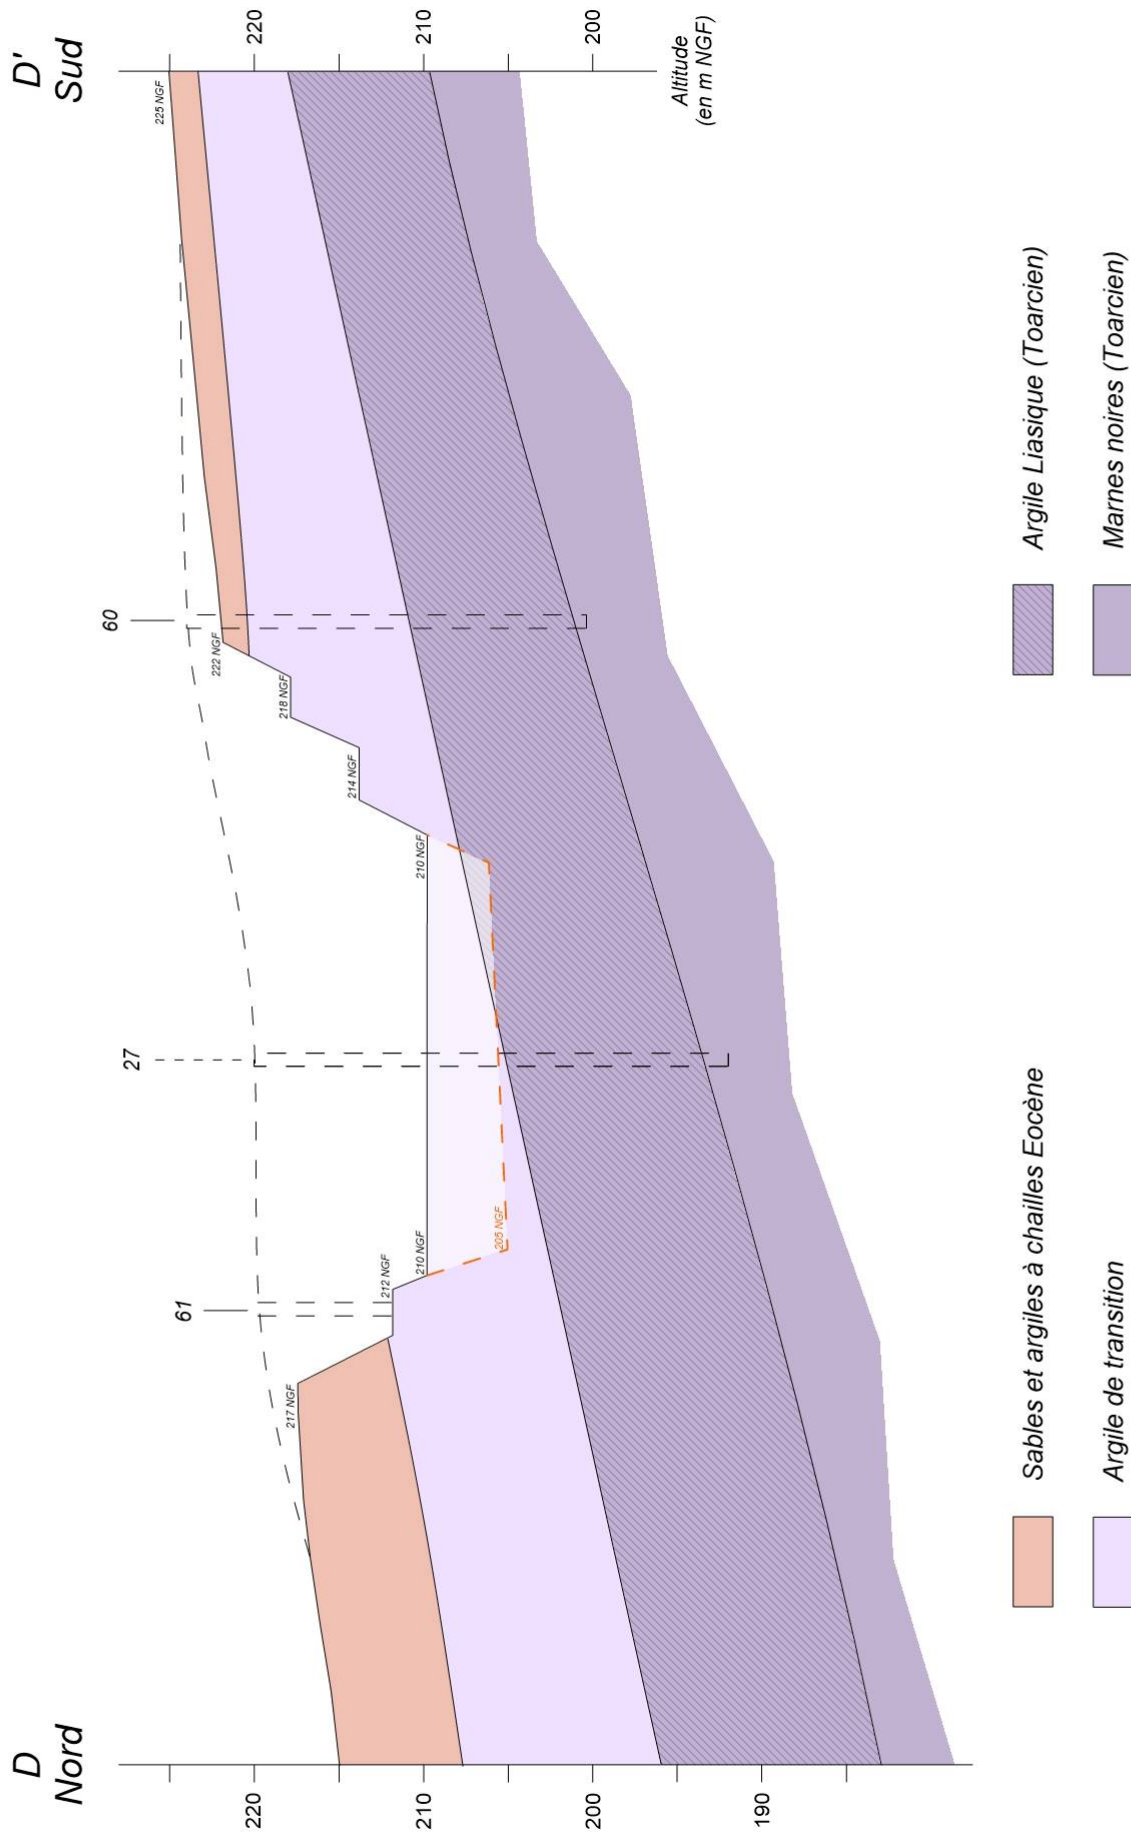 D
Nord
D'
Sud
61
27
60
225 NGF
222 NGF
218 NGF
214 NGF
210 NGF
217 NGF
212 NGF
210 NGF
205 NGF
220
210
200
190
220
210
200
Altitude
(en m NGF)
Sables et argiles à chailles Eocène
Argile Liasique (Toarcien)
Argile de transition
Marnes noires (Toarcien)